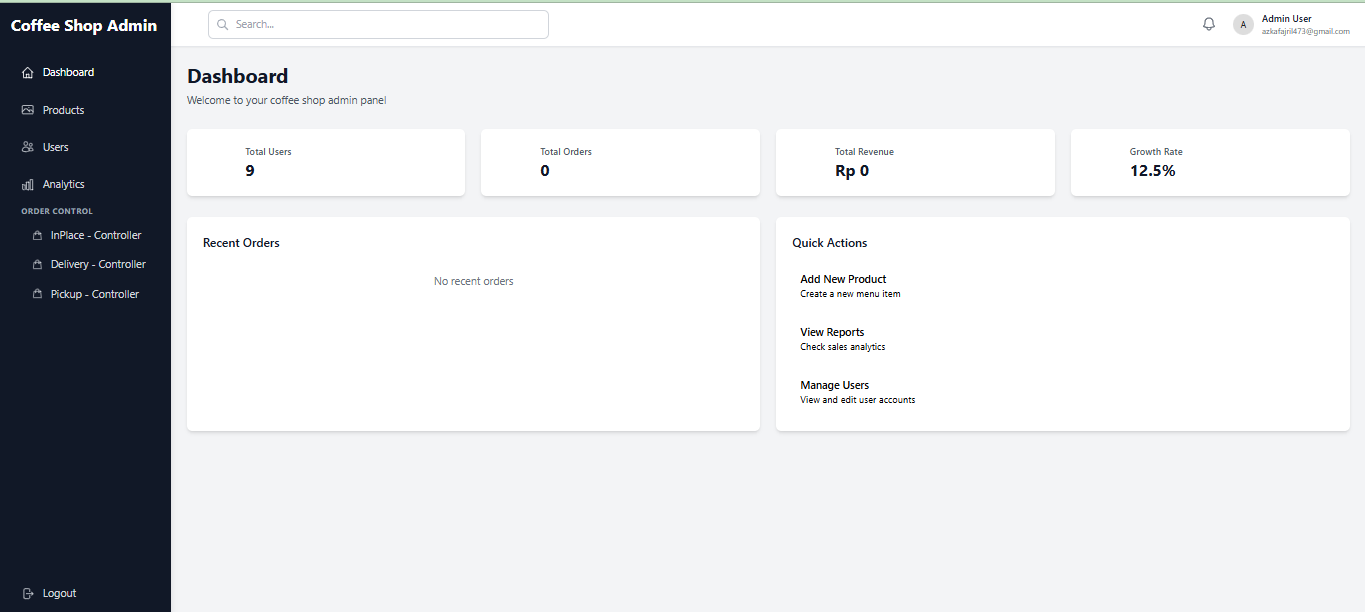 Coffee Shop Admin
Search...
A
Admin User
azkafajril473@gmail.com
Dashboard
Products
Users
Analytics
ORDER CONTROL
InPlace - Controller
Delivery - Controller
Pickup - Controller
Logout
Dashboard
Welcome to your coffee shop admin panel
Total Users
9
Total Orders
0
Total Revenue
Rp 0
Growth Rate
12.5%
Recent Orders
No recent orders
Quick Actions
Add New Product
Create a new menu item
View Reports
Check sales analytics
Manage Users
View and edit user accounts